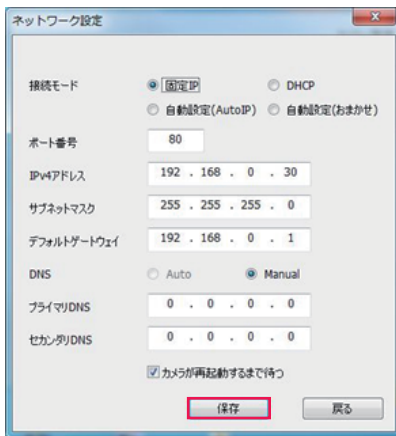 ネットワーク設定
接続モード 固定IP DHCP
自動設定(AutoIP) 自動設定(おまかせ)
ポート番号 80
IPv4アドレス 192 . 168 . 0 . 30
サブネットマスク 255 . 255 . 255 . 0
デフォルトゲートウェイ 192 . 168 . 0 . 1
DNS Auto Manual
プライマリDNS 0 . 0 . 0 . 0
セカンダリDNS 0 . 0 . 0 . 0
カメラが再起動するまで待つ
保存 戻る